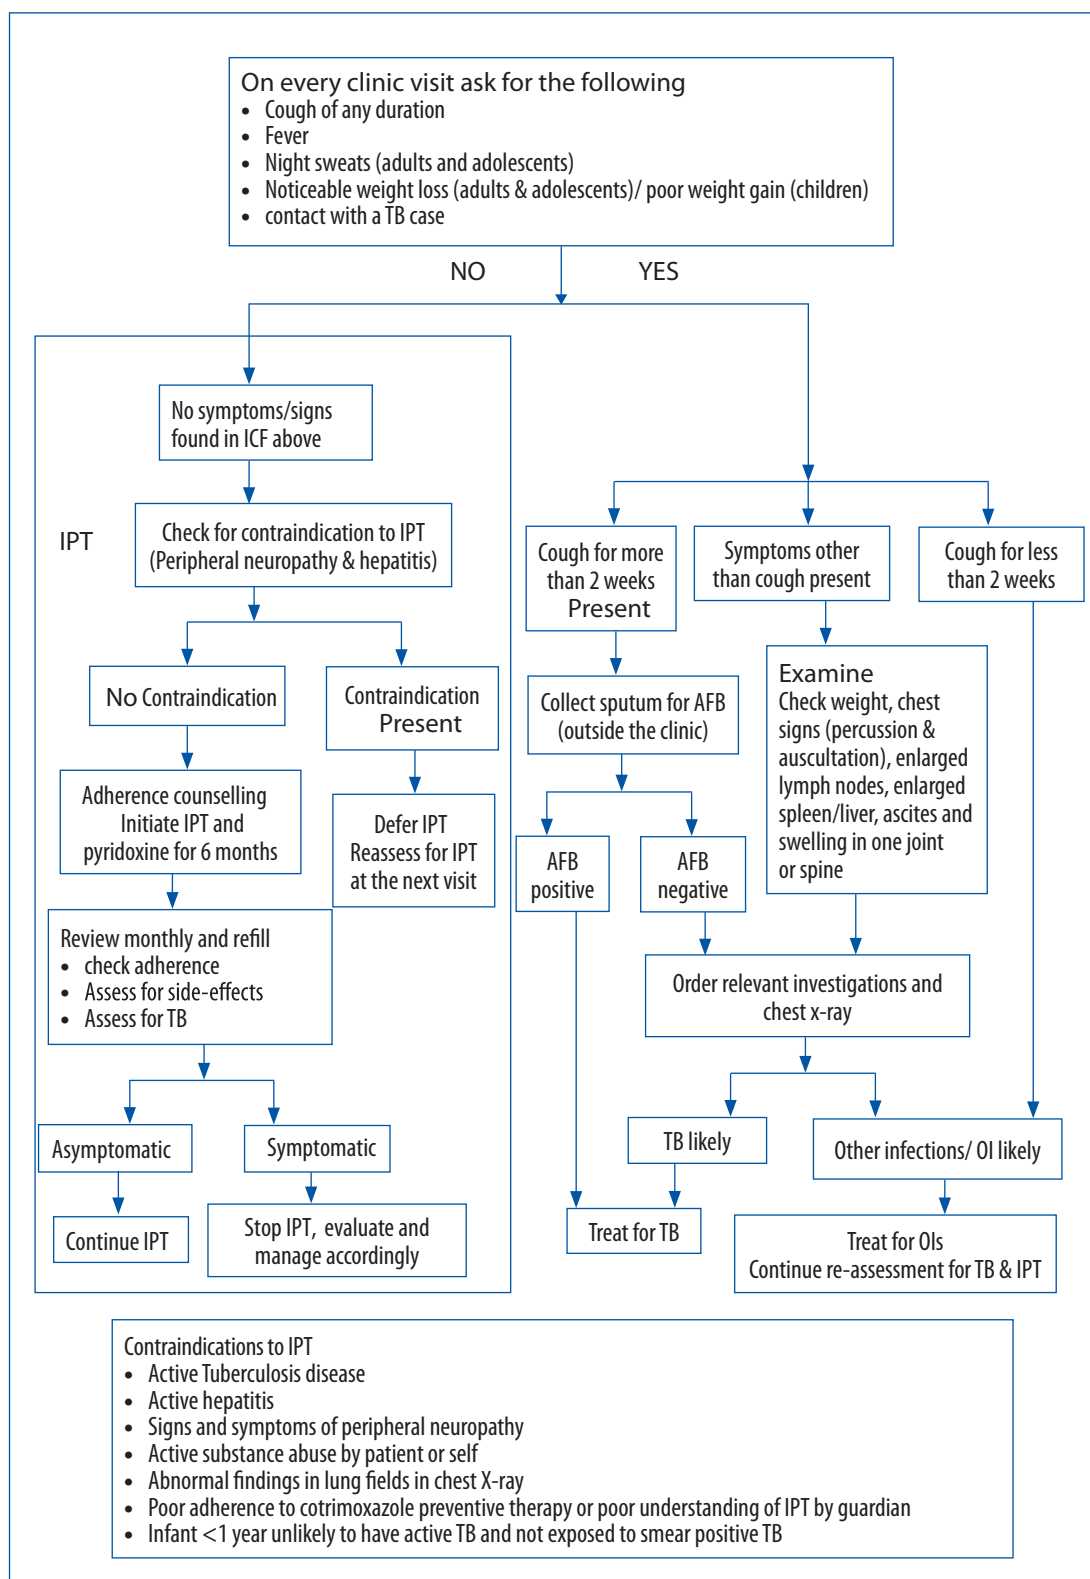 On every clinic visit ask for the following
• Cough of any duration
• Fever
• Night sweats (adults and adolescents)
• Noticeable weight loss (adults & adolescents)/ poor weight gain (children)
• contact with a TB case
NO
YES
IPT
No symptoms/signs
found in ICF above
Check for contraindication to IPT
(Peripheral neuropathy & hepatitis)
No Contraindication
Contraindication
Present
Adherence counselling
Initiate IPT and
pyridoxine for 6 months
Defer IPT
Reassess for IPT
at the next visit
Review monthly and refill
• check adherence
• Assess for side-effects
• Assess for TB
Asymptomatic
Symptomatic
Continue IPT
Stop IPT, evaluate and
manage accordingly
Cough for more
than 2 weeks
Present
Symptoms other
than cough present
Cough for less
than 2 weeks
Collect sputum for AFB
(outside the clinic)
Examine
Check weight, chest
signs (percussion &
auscultation), enlarged
lymph nodes, enlarged
spleen/liver, ascites and
swelling in one joint
or spine
AFB
positive
AFB
negative
Order relevant investigations and
chest x-ray
TB likely
Other infections/ OI likely
Treat for TB
Treat for OIs
Continue re-assessment for TB & IPT
Contraindications to IPT
• Active Tuberculosis disease
• Active hepatitis
• Signs and symptoms of peripheral neuropathy
• Active substance abuse by patient or self
• Abnormal findings in lung fields in chest X-ray
• Poor adherence to cotrimoxazole preventive therapy or poor understanding of IPT by guardian
• Infant <1 year unlikely to have active TB and not exposed to smear positive TB